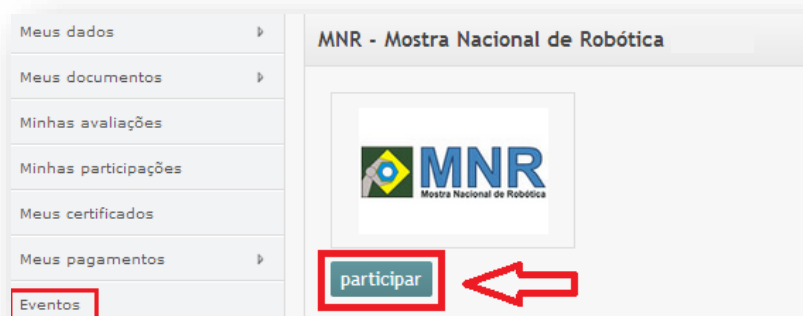 Meus dados
Meus documentos
Minhas avaliações
Minhas participações
Meus certificados
Meus pagamentos
Eventos
MNR - Mostra Nacional de Robótica
MNR
Mostra Nacional de Robótica
participar